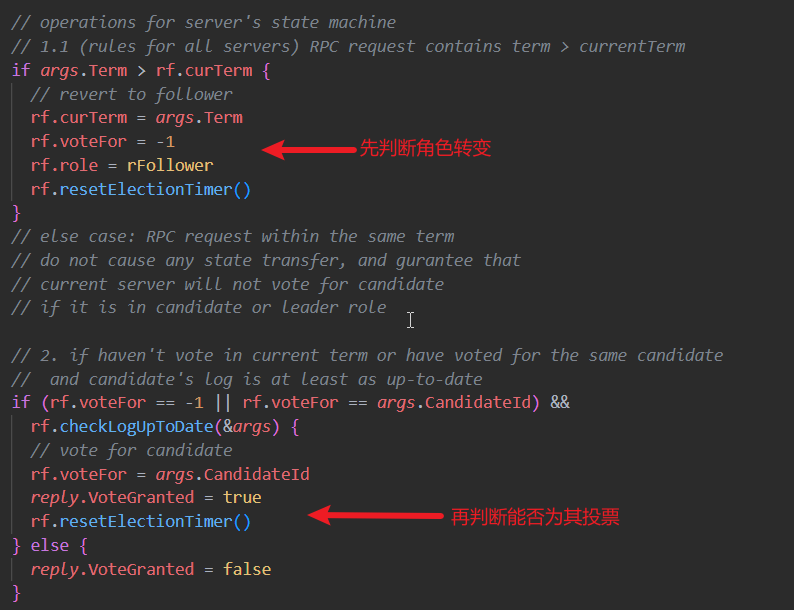 // operations for server's state machine
// 1.1 (rules for all servers) RPC request contains term > currentTerm
if args.Term > rf.curTerm {
// revert to follower
rf.curTerm = args.Term
rf.voteFor = -1
先判断角色转变
rf.role = rFollower
rf.resetElectionTimer()
}
// else case: RPC request within the same term
// do not cause any state transfer, and gurantee that
// current server will not vote for candidate
// if it is in candidate or leader role
// 2. if haven't vote in current term or have voted for the same candidate
//  and candidate's log is at least as up-to-date
if (rf.voteFor == -1 || rf.voteFor == args.CandidateId) &&
rf.checkLogUpToDate(&args) {
// vote for candidate
rf.voteFor = args.CandidateId
reply.VoteGranted = true
rf.resetElectionTimer()
再判断能否为其投票
} else {
reply.VoteGranted = false
}